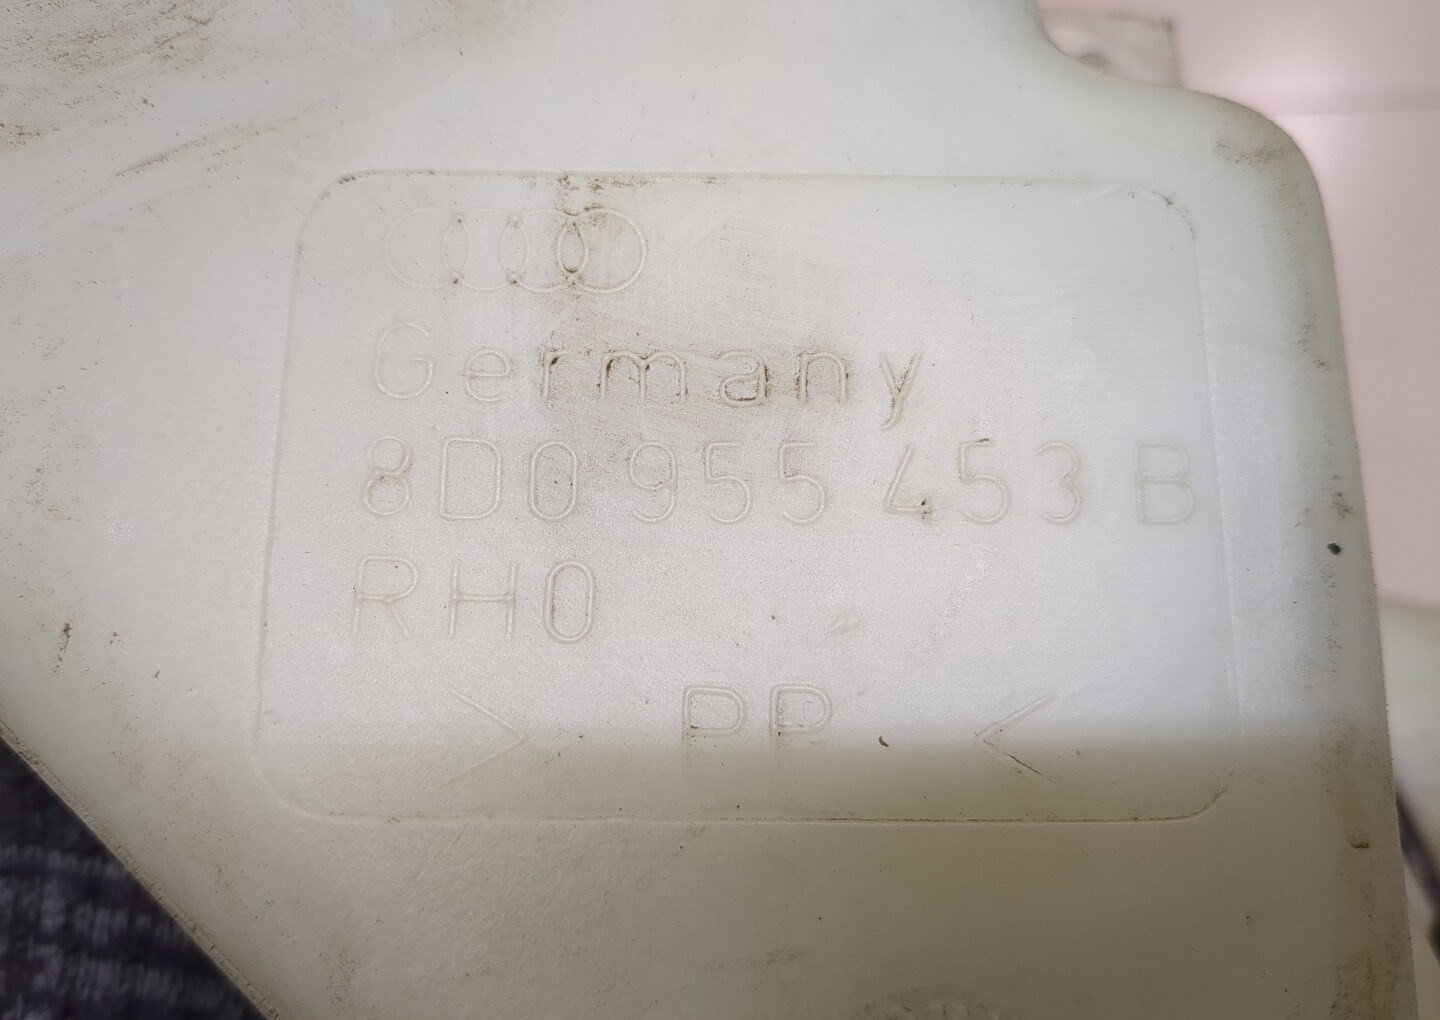 Germany
8D0 955 453 B
RH0
> PP <